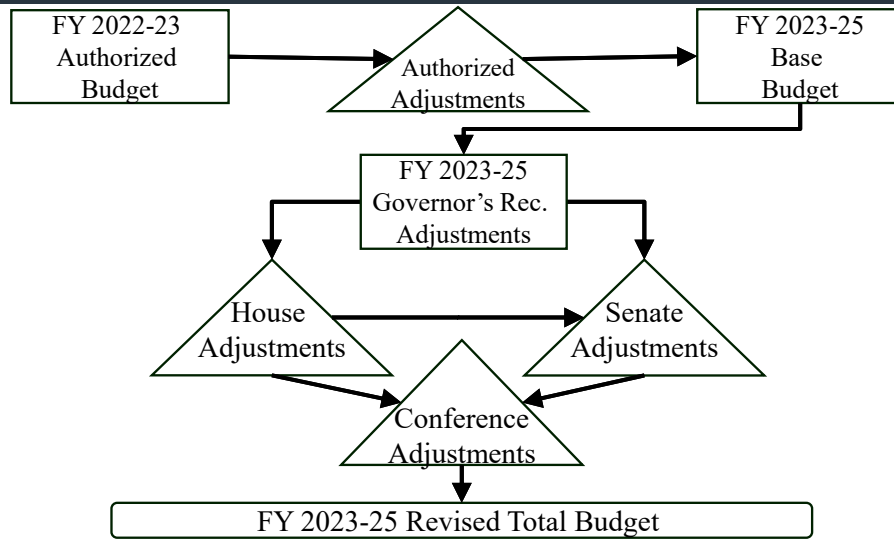 FY 2022-23
Authorized
Budget
Authorized
Adjustments
FY 2023-25
Base
Budget
FY 2023-25
Governor’s Rec.
Adjustments
House
Adjustments
Senate
Adjustments
Conference
Adjustments
FY 2023-25 Revised Total Budget